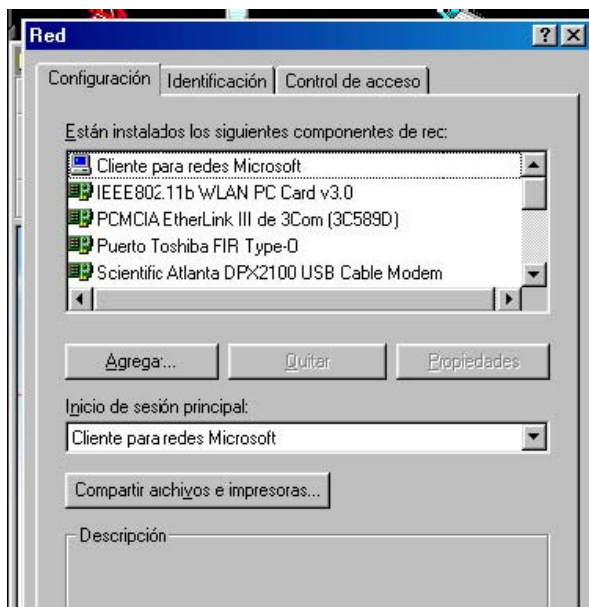 Red
Configuración Identificación Control de acceso
Están instalados los siguientes componentes de rec:
Cliente para redes Microsoft
IEEE802.11b WLAN PC Card v3.0
PCMCIA EtherLink III de 3Com (3C589D)
Puerto Toshiba FIR Type-O
Scientific Atlanta DPX2100 USB Cable Modem
Agregar... Quitar Propiedades
Inicio de sesión principal:
Cliente para redes Microsoft
Compartir archivos e impresoras...
Descripción